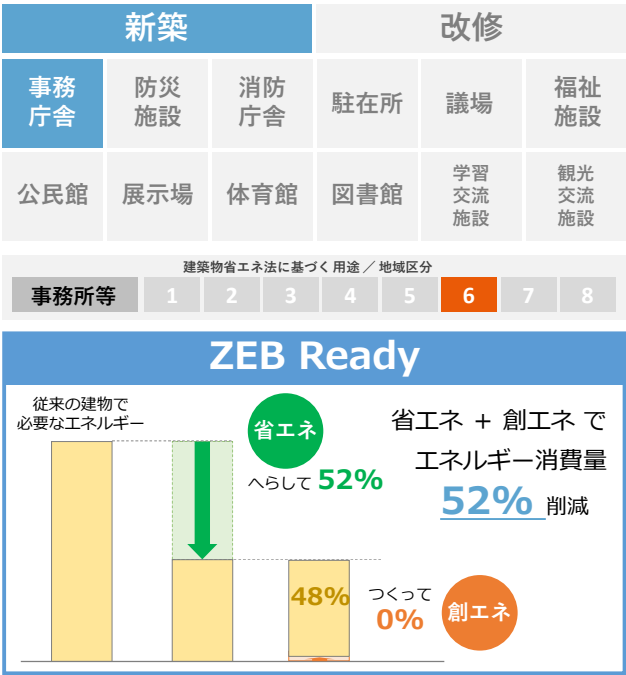 新築 改修
事務
庁舎
防災
施設
消防
庁舎
駐在所
議場
福祉
施設
公民館
展示場
体育館
図書館
学習
交流
施設
観光
交流
施設
建築物省エネ法に基づく用途／地域区分
事務所等 1 2 3 4 5 6 7 8
ZEB Ready
従来の建物で
必要なエネルギー
省エネ
へらして 52%
省エネ + 創エネ で
エネルギー消費量
52% 削減
48%
つくって
0%
創エネ